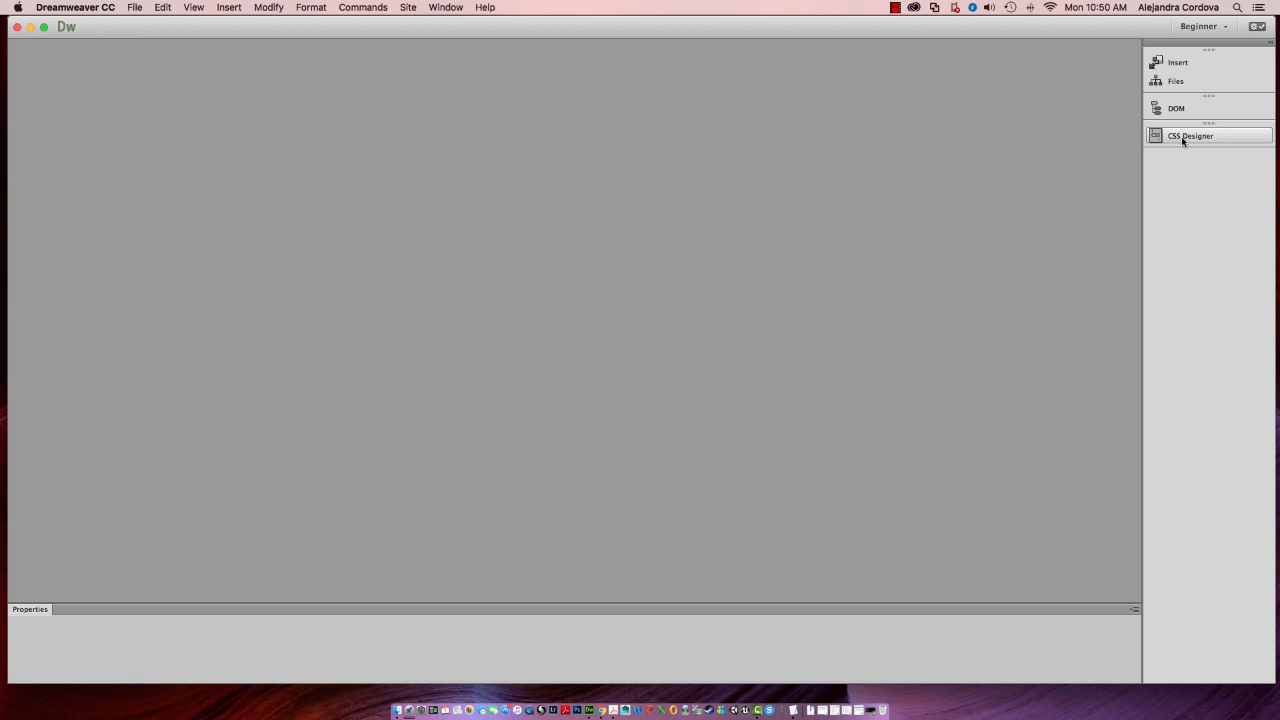 Dreamweaver CC File Edit View Insert Modify Format Commands Site Window Help Mon 10:50 AM Alejandra Cordova
Dw Beginner
Insert
Files
DOM
CSS CSS Designer
Properties